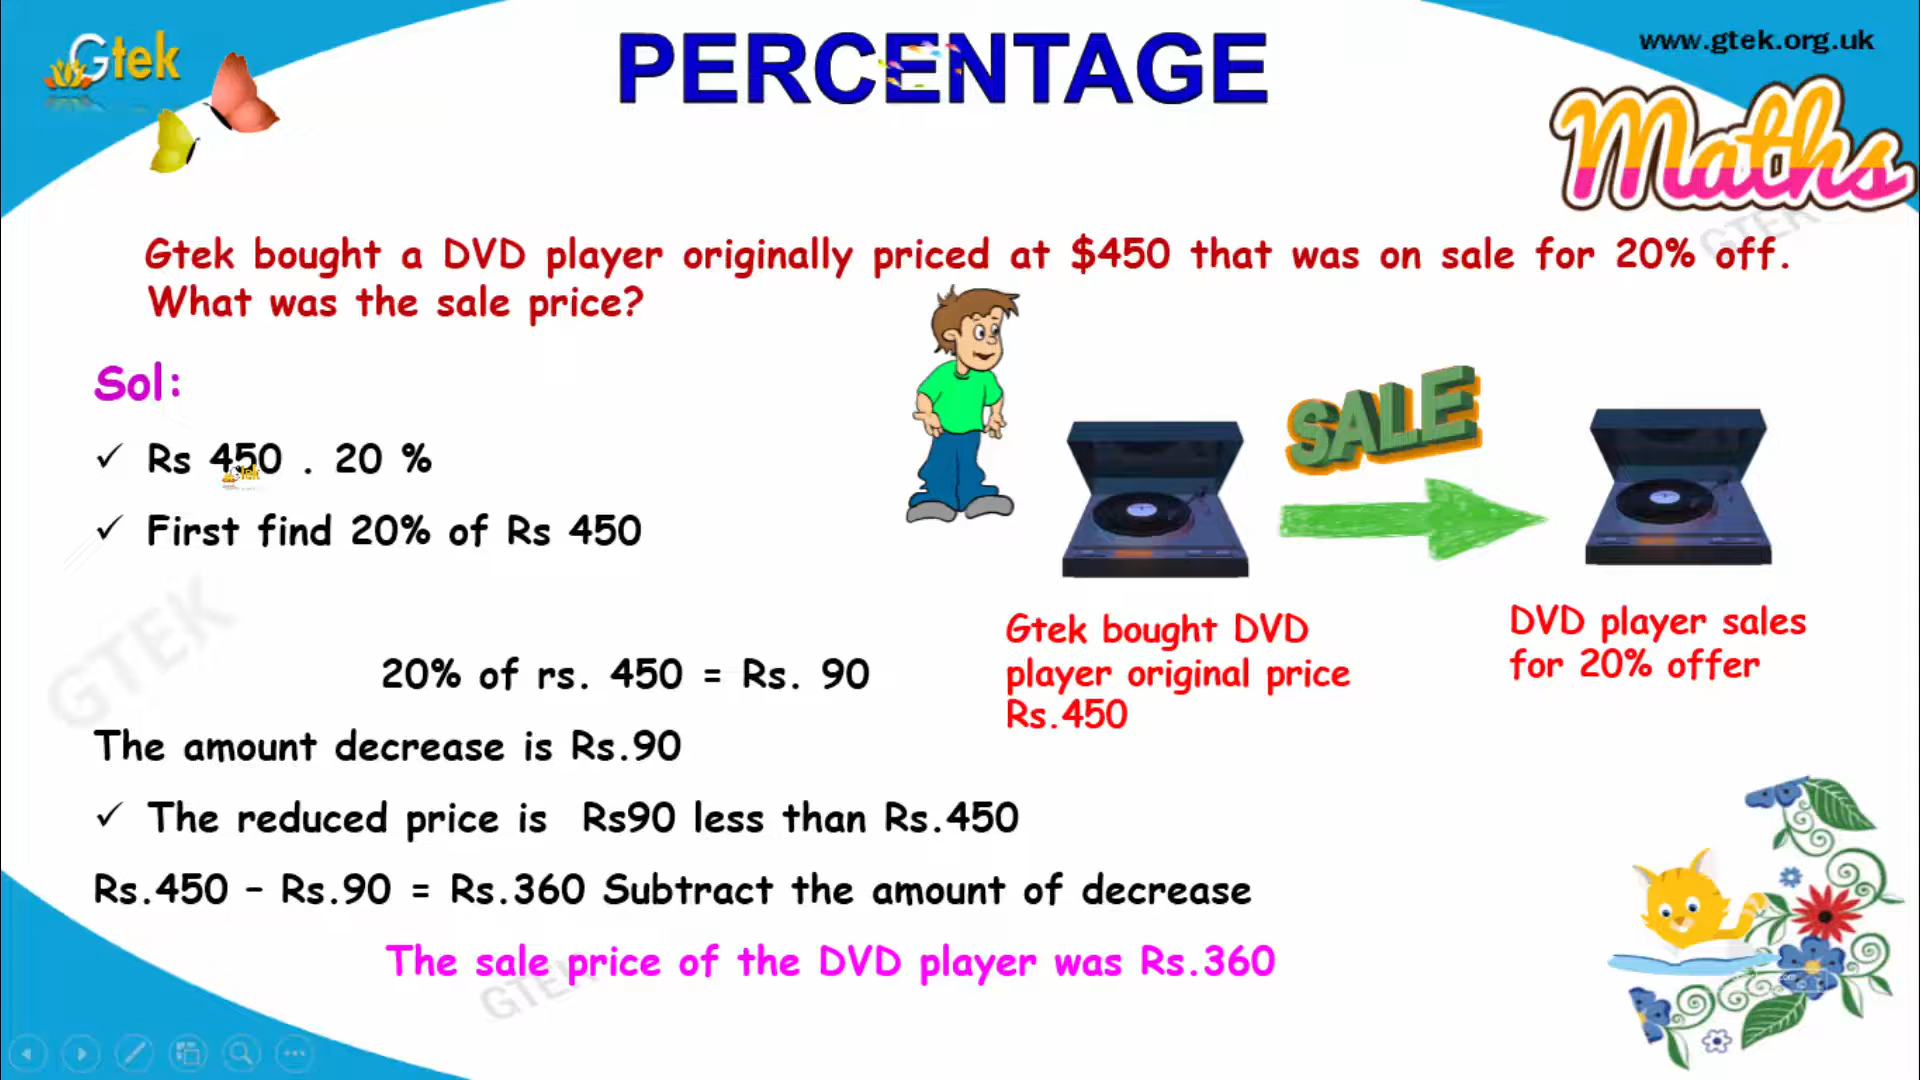 Gtek
PERCENTAGE
www.gtek.org.uk
Maths
GTEK
Gtek bought a DVD player originally priced at $450 that was on sale for 20% off.
What was the sale price?
Sol:
✓ Rs 450 . 20 %
Gtek
✓ First find 20% of Rs 450
SALE
GTEK
20% of rs. 450 = Rs. 90
Gtek bought DVD
player original price
Rs.450
DVD player sales
for 20% offer
The amount decrease is Rs.90
✓ The reduced price is Rs90 less than Rs.450
Rs.450 – Rs.90 = Rs.360 Subtract the amount of decrease
The sale price of the DVD player was Rs.360
GTEK